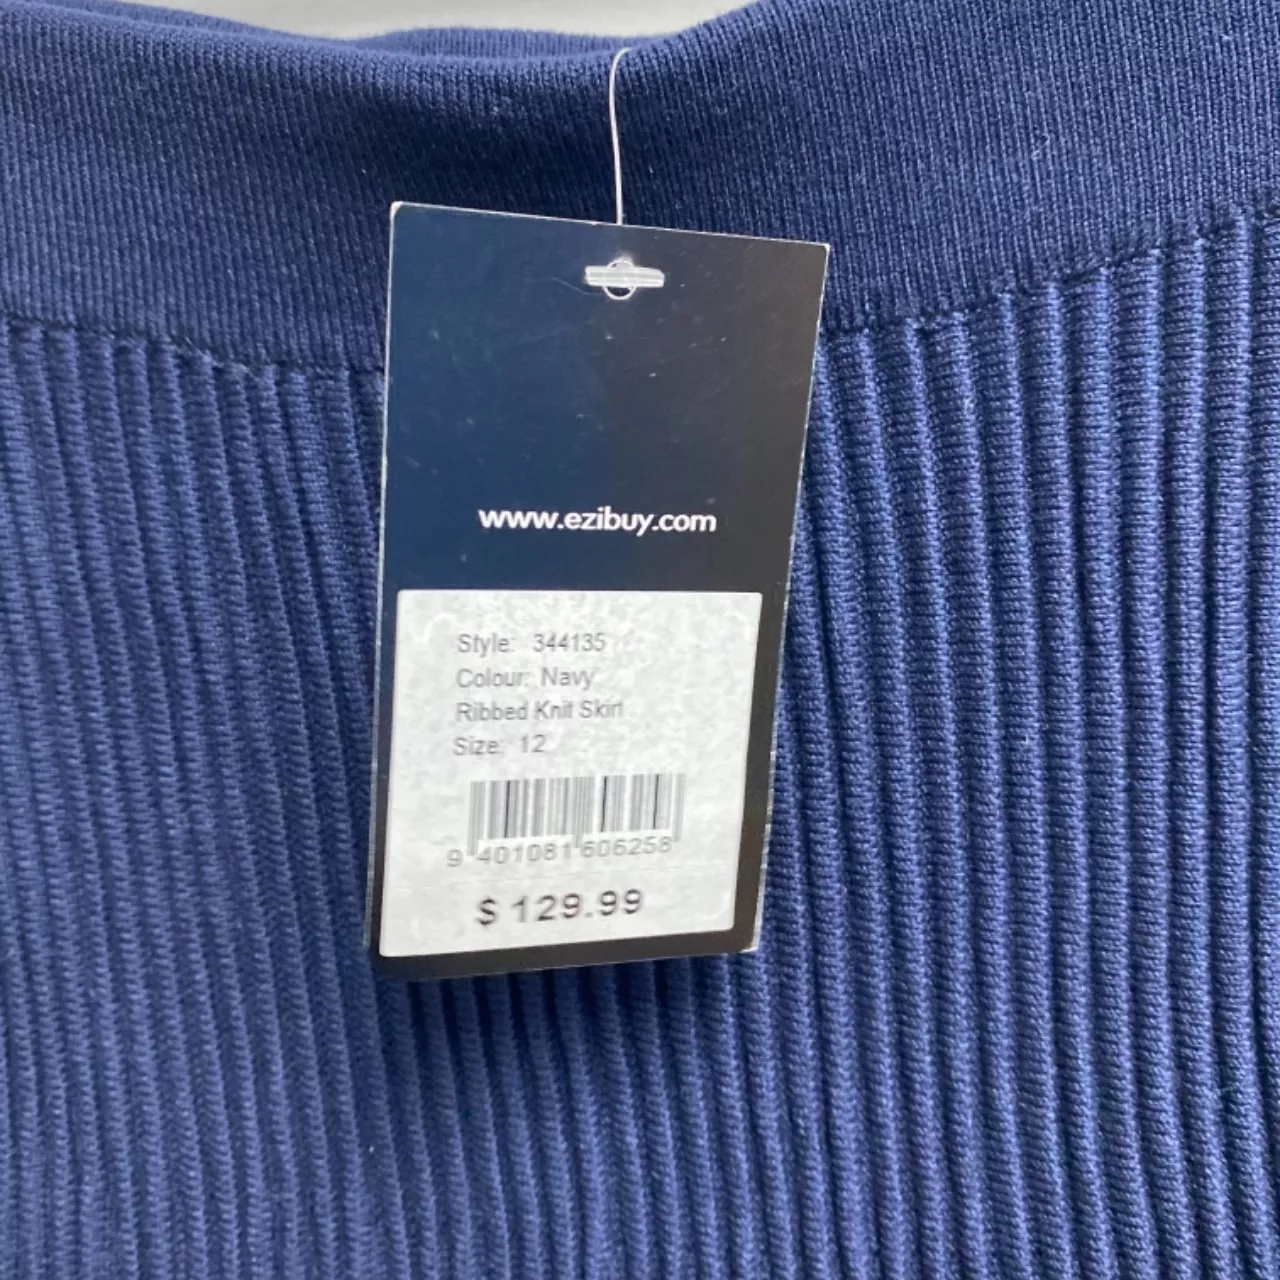 www.ezibuy.com
Style: 344135
Colour: Navy
Ribbed Knit Skirt
Size: 12
9 401081 606258
$ 129.99